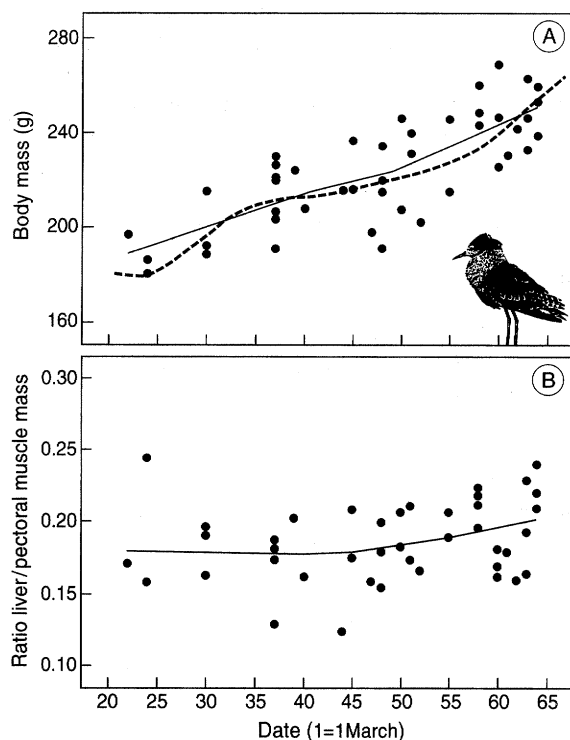 A
280
240
200
160
Body mass (g)
B
0.30
0.25
0.20
0.15
0.10
Ratio liver/pectoral muscle mass
20 25 30 35 40 45 50 55 60 65
Date (1=1March)